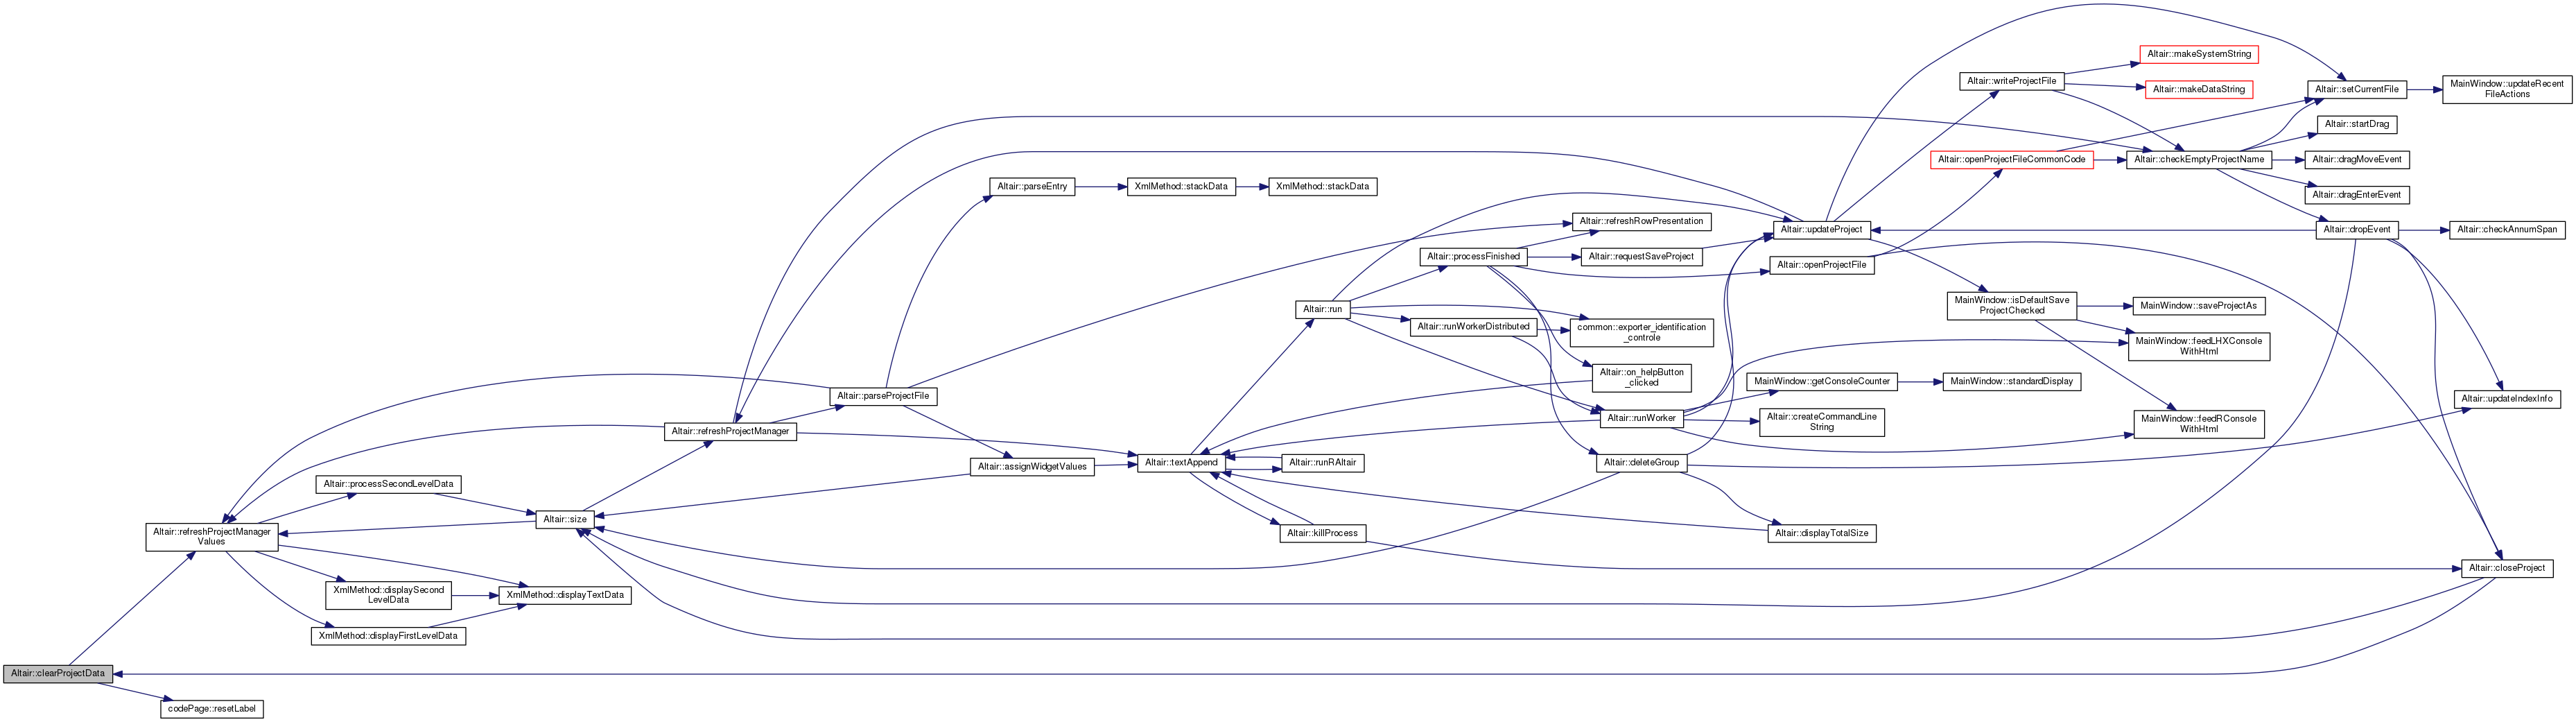 Altair::clearProjectData
Altair::refreshProjectManager
Values
codePage::resetLabel
Altair::processSecondLevelData
XmlMethod::displaySecond
LevelData
XmlMethod::displayFirstLevelData
XmlMethod::displayTextData
Altair::size
Altair::refreshProjectManager
Altair::parseProjectFile
Altair::parseEntry
Altair::assignWidgetValues
XmlMethod::stackData
XmlMethod::stackData
Altair::textAppend
Altair::run
Altair::runRAltair
Altair::killProcess
Altair::processFinished
Altair::runWorkerDistributed
Altair::refreshRowPresentation
Altair::requestSaveProject
common::exporter_identification
_controle
Altair::on_helpButton
_clicked
Altair::runWorker
Altair::deleteGroup
Altair::updateProject
Altair::openProjectFile
MainWindow::getConsoleCounter
Altair::createCommandLine
String
Altair::displayTotalSize
Altair::writeProjectFile
Altair::openProjectFileCommonCode
MainWindow::isDefaultSave
ProjectChecked
MainWindow::standardDisplay
Altair::makeSystemString
Altair::makeDataString
Altair::checkEmptyProjectName
MainWindow::saveProjectAs
MainWindow::feedLHXConsole
WithHtml
MainWindow::feedRConsole
WithHtml
Altair::setCurrentFile
Altair::startDrag
Altair::dragMoveEvent
Altair::dragEnterEvent
Altair::dropEvent
MainWindow::updateRecent
FileActions
Altair::checkAnnumSpan
Altair::updateIndexInfo
Altair::closeProject